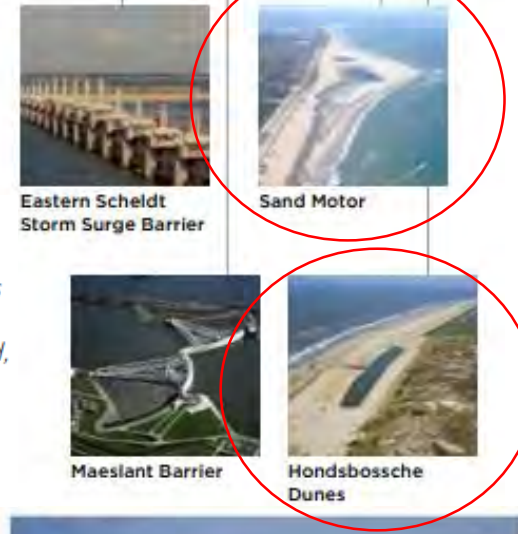 Eastern Scheldt
Storm Surge Barrier
Sand Motor
Maeslant Barrier
Hondsbossche
Dunes